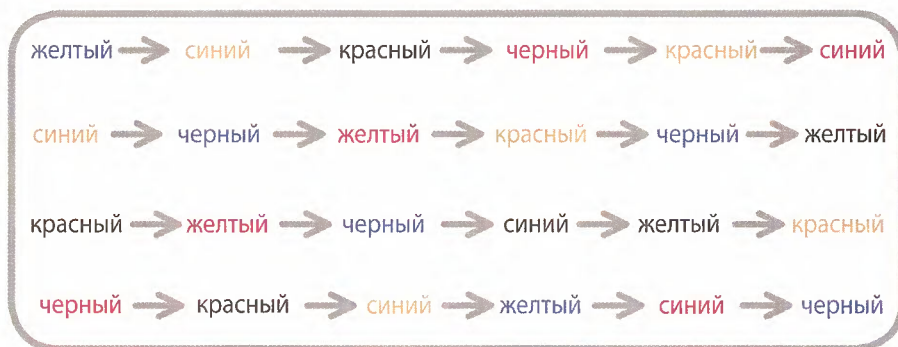 желтый → синий → красный → черный → красный → синий
синий → черный → желтый → красный → черный → желтый
красный → желтый → черный → синий → желтый → красный
черный → красный → синий → желтый → синий → черный